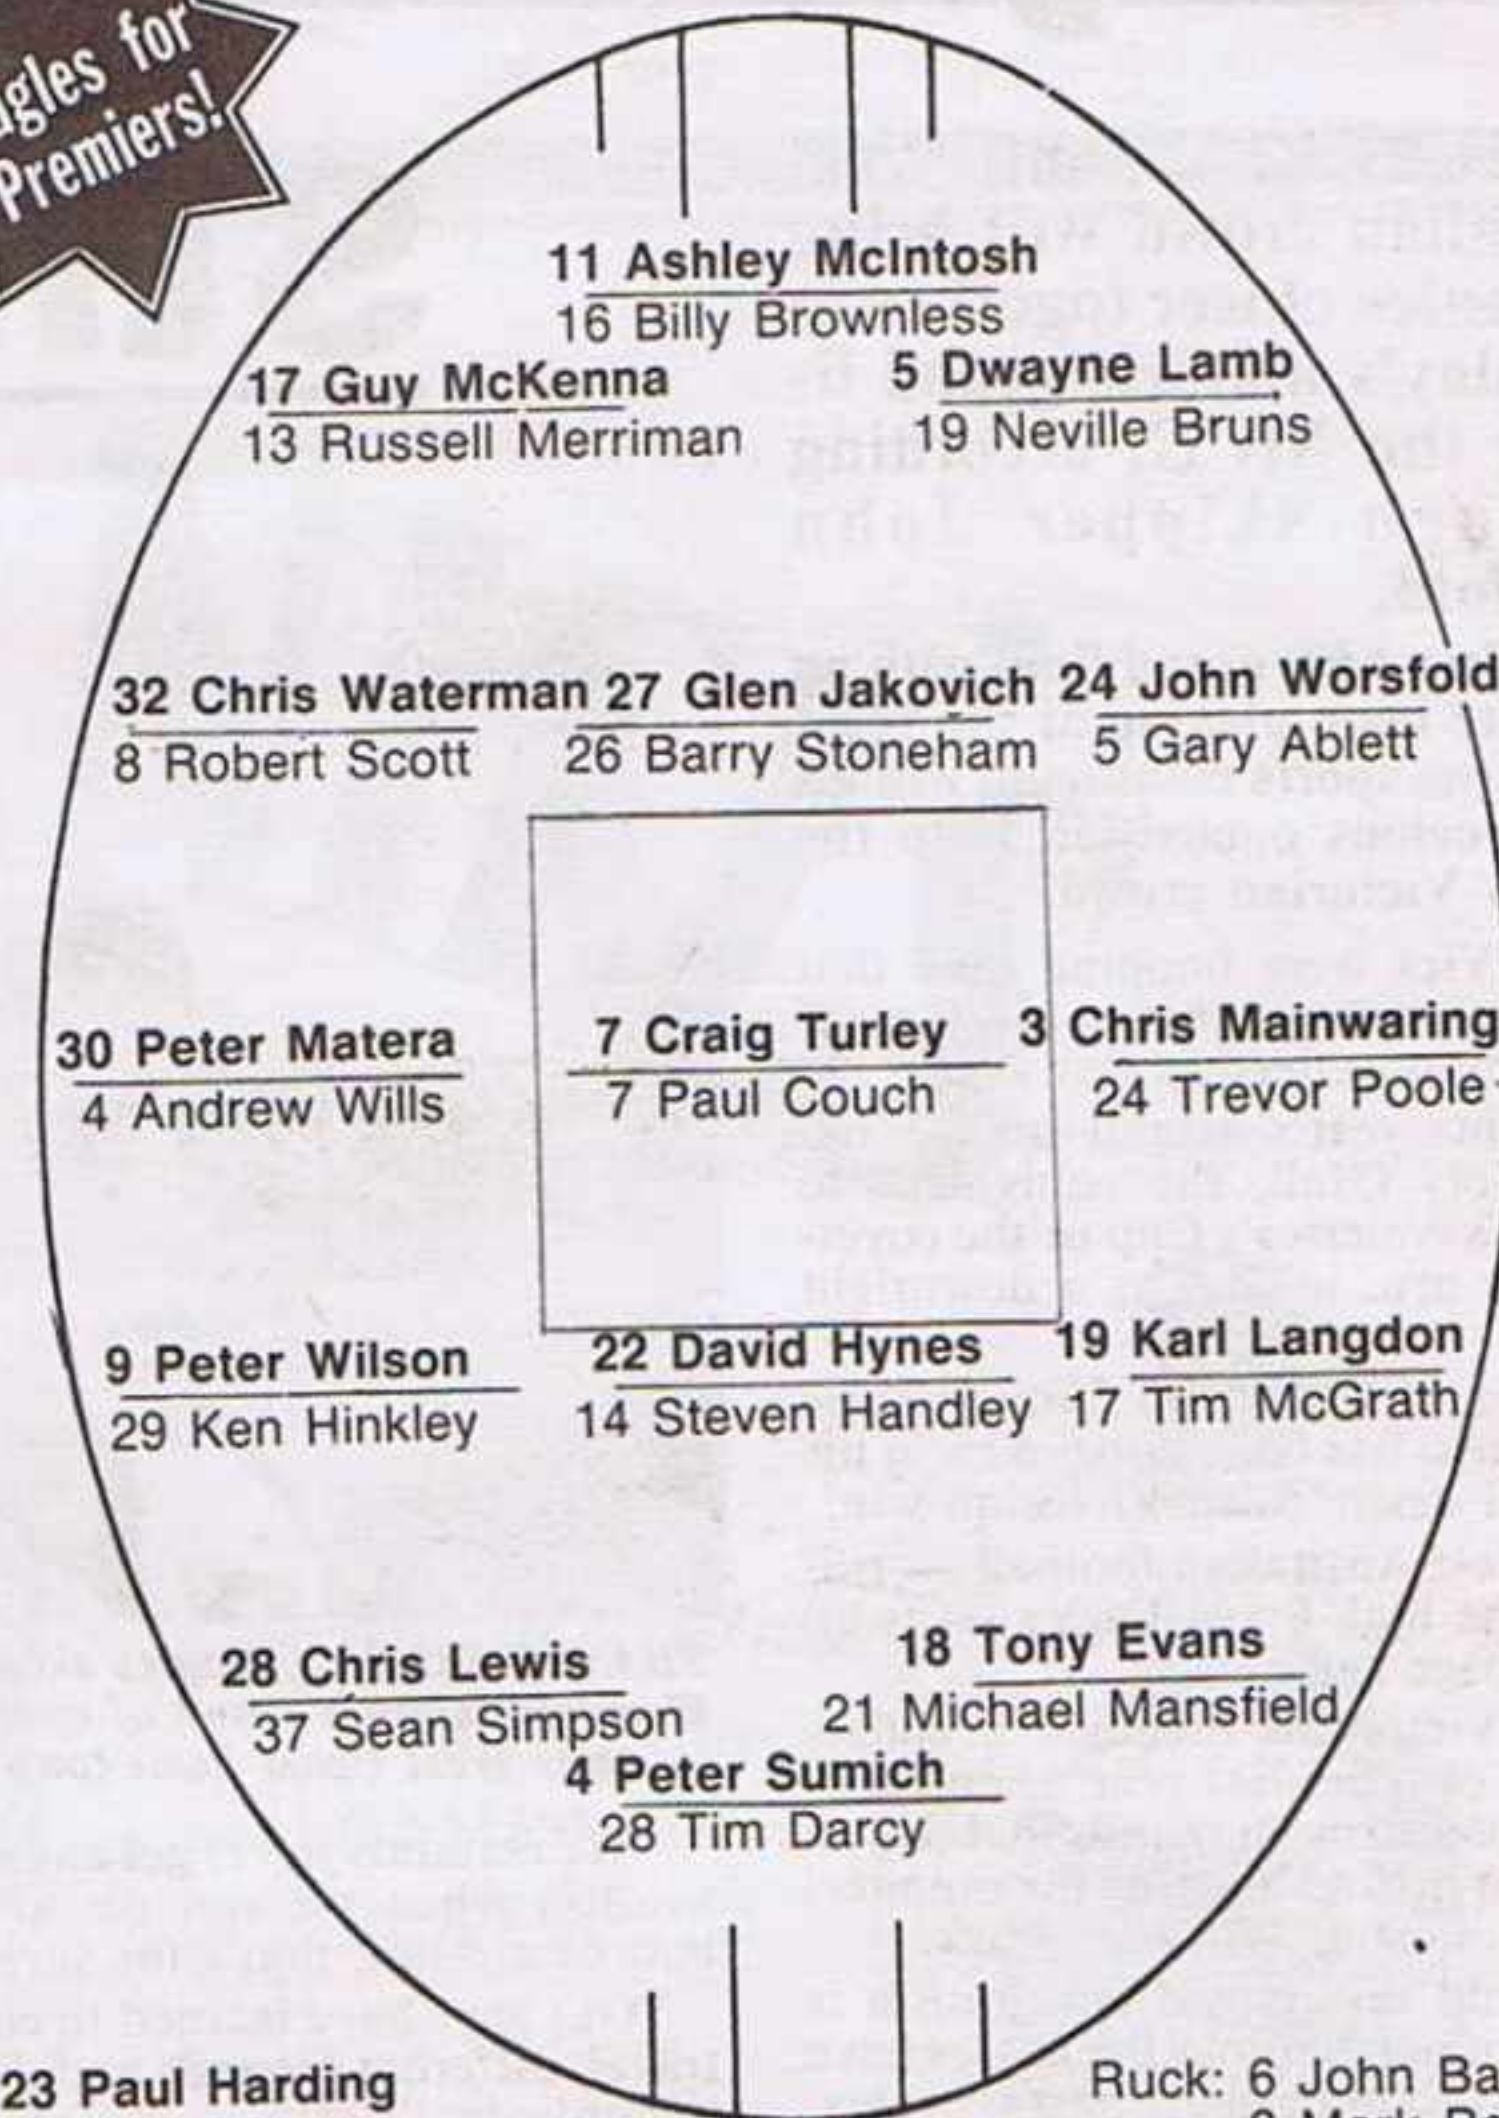 for
Premiers!
11 Ashley McIntosh
16 Billy Brownless
17 Guy McKenna
5 Dwayne Lamb
13 Russell Merriman
19 Neville Bruns
32 Chris Waterman 27 Glen Jakovich 24 John Worsfold
8 Robert Scott 26 Barry Stoneham 5 Gary Ablett
30 Peter Matera 7 Craig Turley 3 Chris Mainwaring
4 Andrew Wills 7 Paul Couch 24 Trevor Poole
9 Peter Wilson 22 David Hynes 19 Karl Langdon
29 Ken Hinkley 14 Steven Handley 17 Tim McGrath
28 Chris Lewis 18 Tony Evans
37 Sean Simpson 21 Michael Mansfield
4 Peter Sumich
28 Tim Darcy
23 Paul Harding
Ruck: 6 John